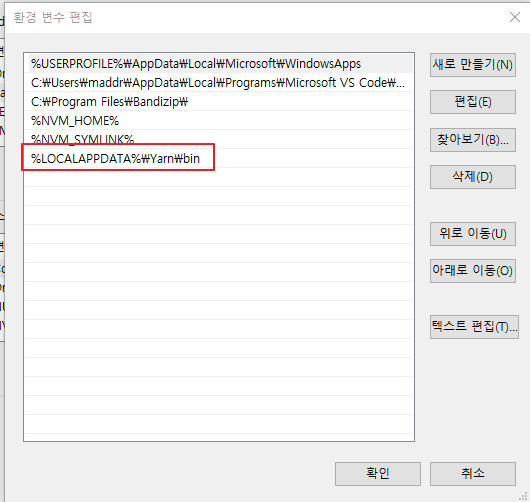 환경 변수 편집
%USERPROFILE%₩AppData₩Local₩Microsoft₩WindowsApps
C:₩Users₩maddr₩AppData₩Local₩Programs₩Microsoft VS Code₩...
C:₩Program Files₩Bandizip₩
%NVM_HOME%
%NVM_SYMLINK%
%LOCALAPPDATA%₩Yarn₩bin
새로 만들기(N)
편집(E)
찾아보기(B)...
삭제(D)
위로 이동(U)
아래로 이동(O)
텍스트 편집(T)...
확인
취소